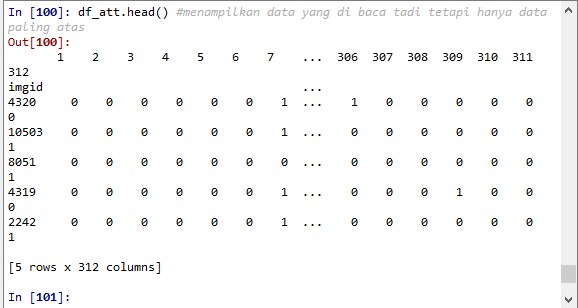 In [100]: df_att.head() #menampilkan data yang di baca tadi tetapi hanya data
paling atas
Out[100]:
1 2 3 4 5 6 7 ... 306 307 308 309 310 311
312
imgid ...
4320 0 0 0 0 0 0 1 ... 1 0 0 0 0 0
0
10503 0 0 0 0 0 0 1 ... 0 0 0 0 0 0
1
8051 0 0 0 0 0 0 0 ... 0 0 0 0 0 0
1
4319 0 0 0 0 0 0 1 ... 0 0 0 1 0 0
0
2242 0 0 0 0 0 0 1 ... 0 0 0 0 0 0
1
[5 rows x 312 columns]
In [101]: